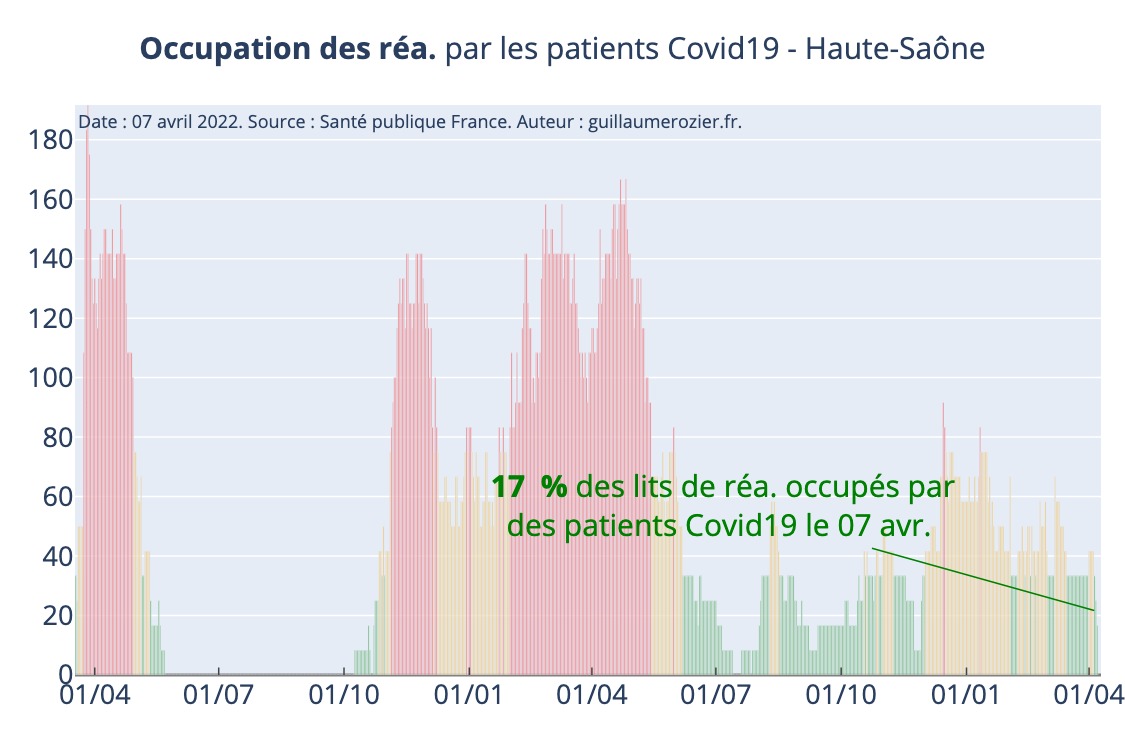 Occupation des réa. par les patients Covid19 - Haute-Saône
Date : 07 avril 2022. Source : Santé publique France. Auteur : guillaumerozier.fr.
180
160
140
120
100
80
60
40
20
0
17 % des lits de réa. occupés par
des patients Covid19 le 07 avr.
01/04 01/07 01/10 01/01 01/04 01/07 01/10 01/01 01/04